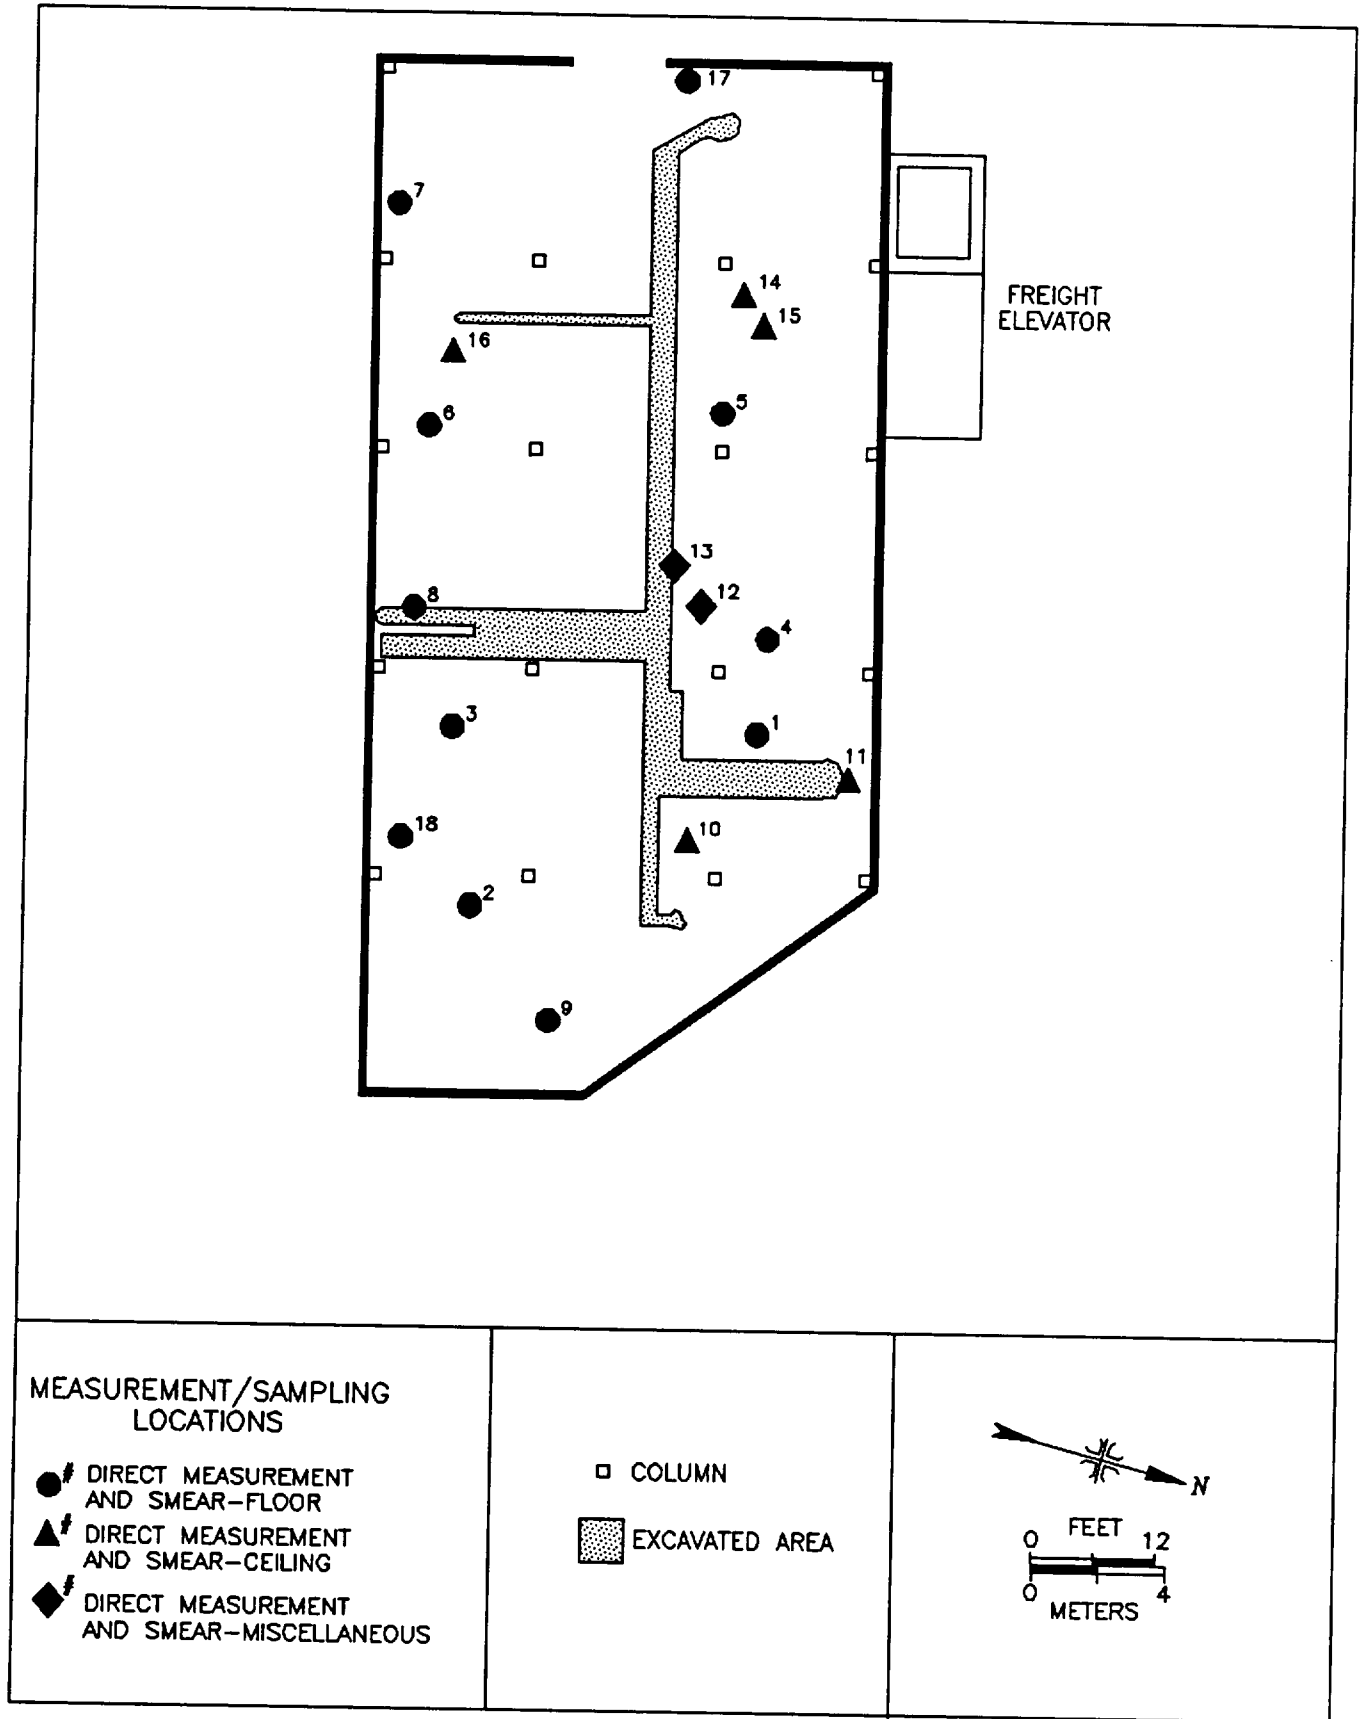 17
7
14
15
FREIGHT
ELEVATOR
16
5
6
13
12
8
4
3
1
11
18
10
2
9
MEASUREMENT/SAMPLING
LOCATIONS
# DIRECT MEASUREMENT
AND SMEAR-FLOOR
# DIRECT MEASUREMENT
AND SMEAR-CEILING
# DIRECT MEASUREMENT
AND SMEAR-MISCELLANEOUS
COLUMN
EXCAVATED AREA
N
0 FEET 12
0 4
METERS